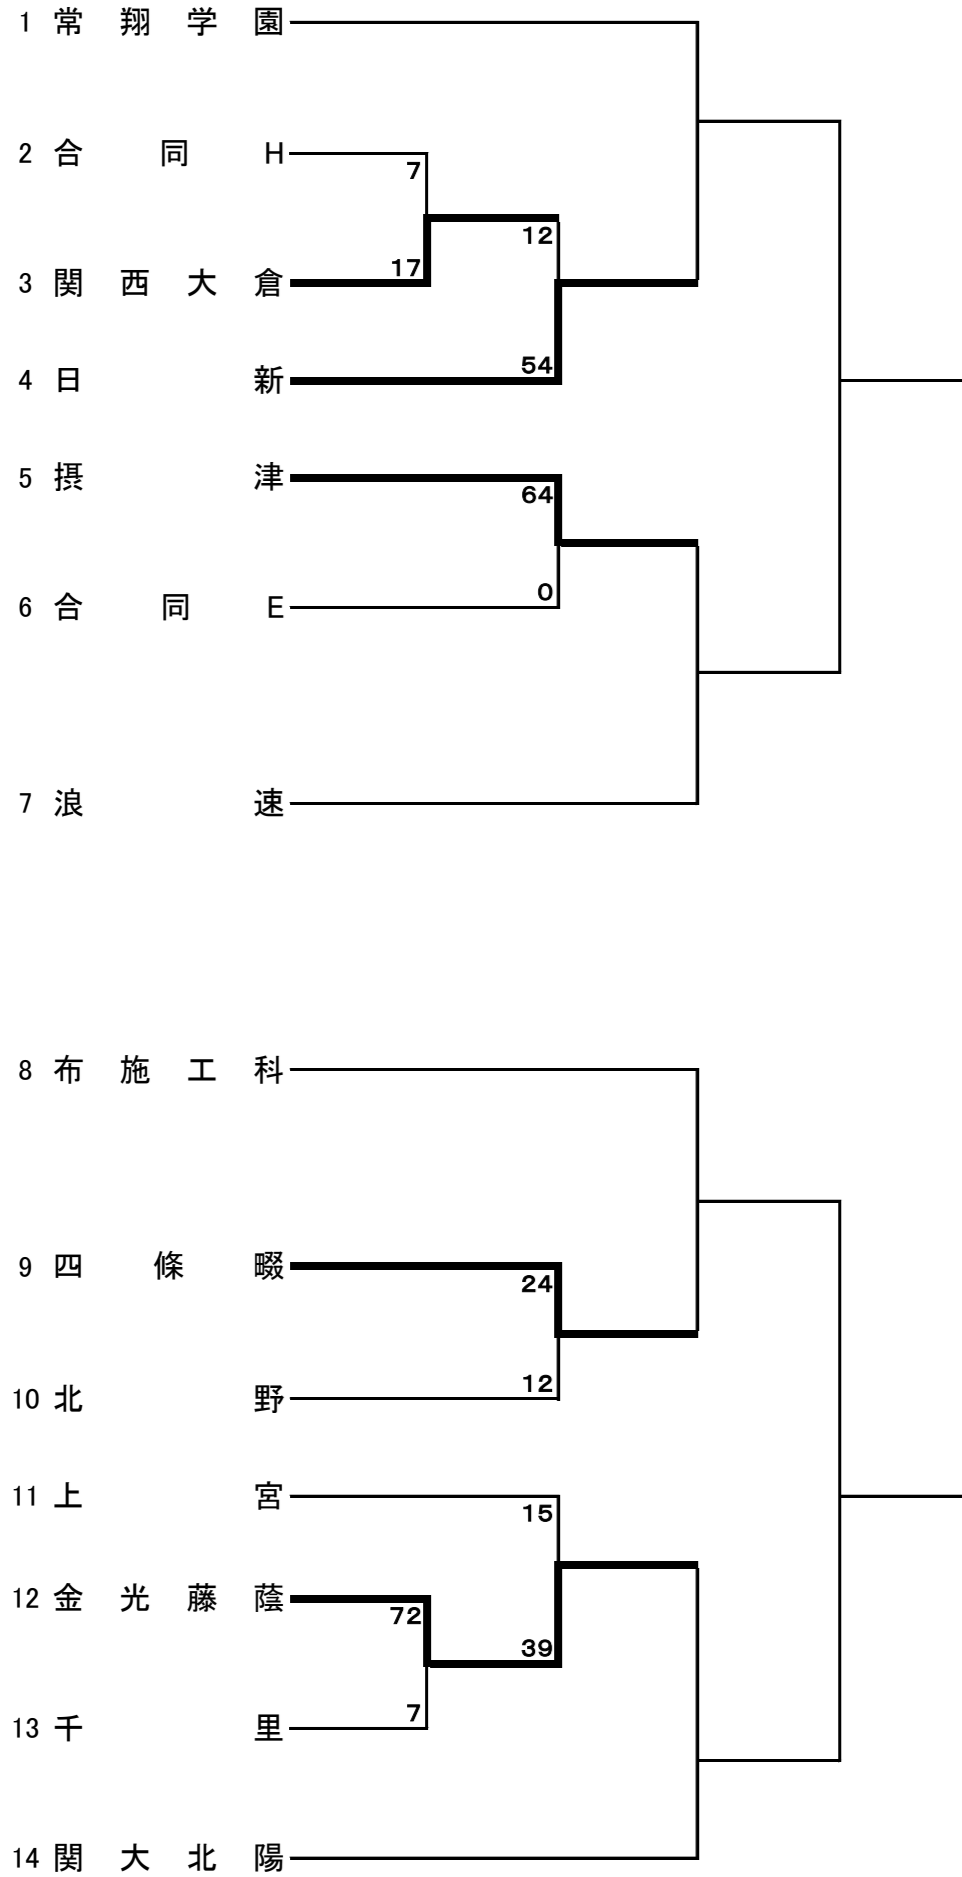 1 常翔学園
2 合同H
7
12
17
3 関西大倉
54
4 日新
5 摂津
64
0
6 合同E
7 浪速
8 布施工科
9 四條畷
24
12
10 北野
11 上宮
15
12 金光藤蔭
72
39
7
13 千里
14 関大北陽